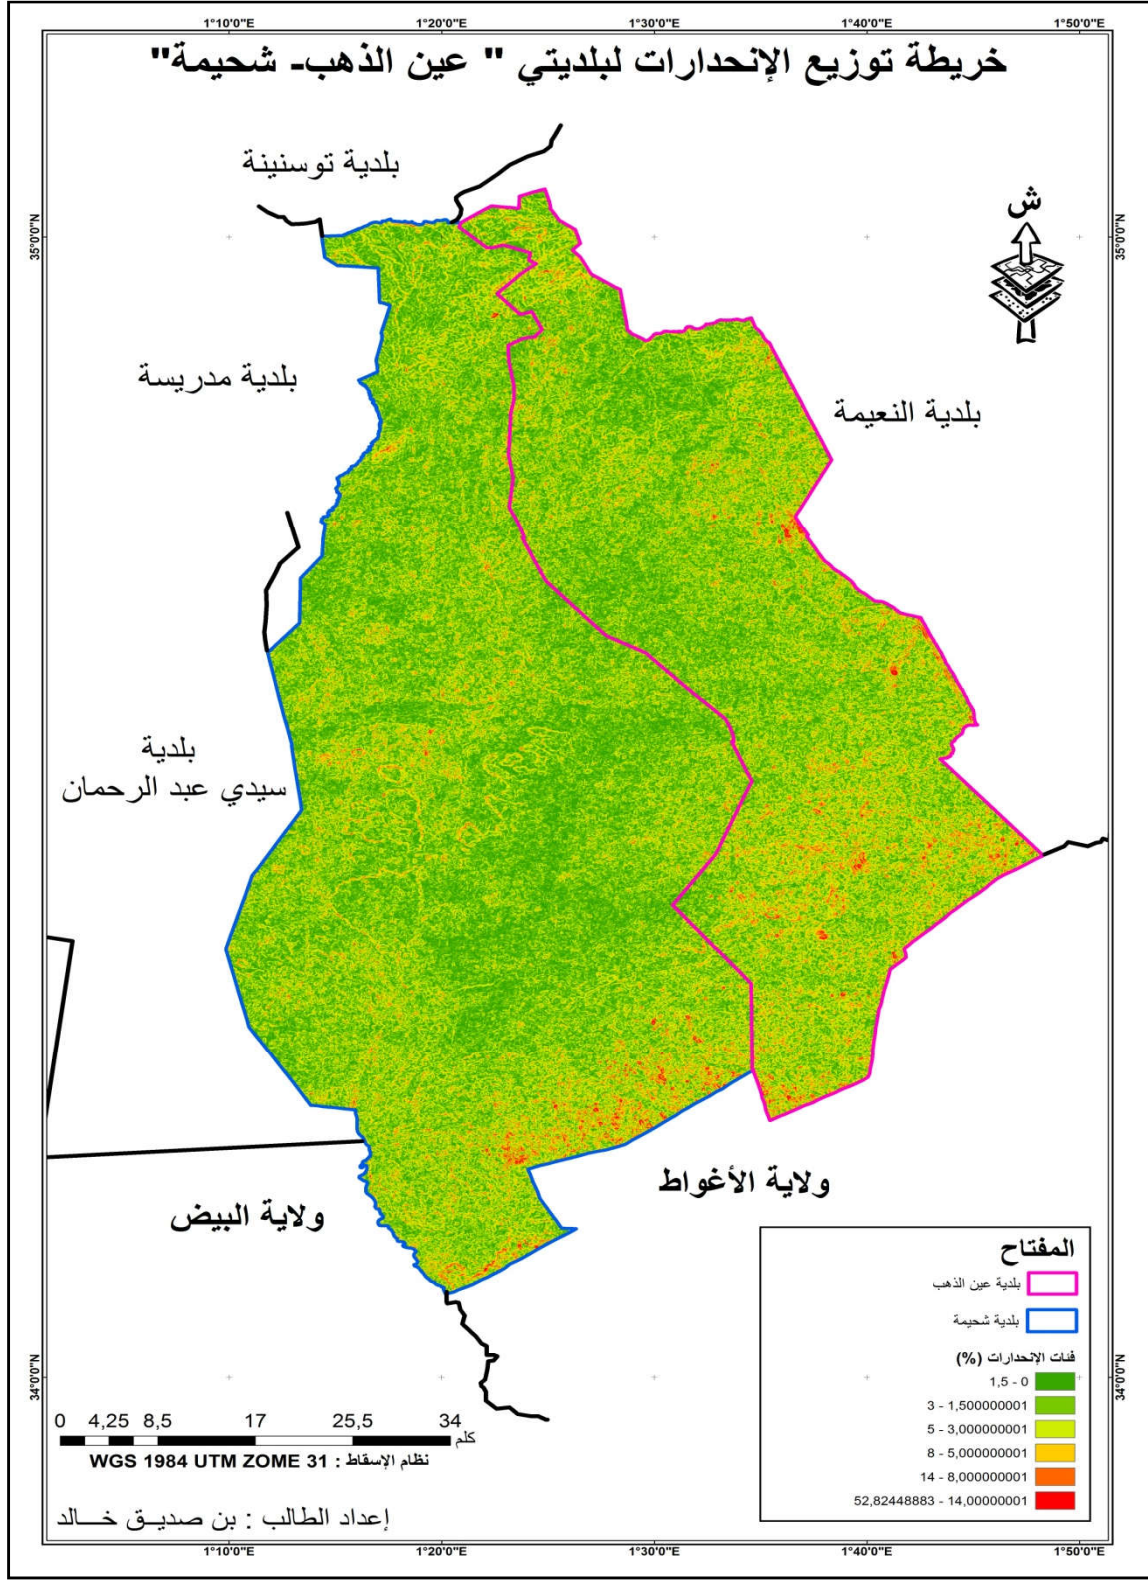 1°10'0"E
1°20'0"E
1°30'0"E
1°40'0"E
1°50'0"E
خريطة توزيع الإنحدارات لبلديتي " عين الذهب- شحيمة"
بلدية توسنينة
ش
35°0'0"N
35°0'0"N
بلدية مدريسة
بلدية النعيمة
بلدية
سيدي عبد الرحمان
ولاية الأغواط
ولاية البيض
المفتاح
بلدية عين الذهب
بلدية شحيمة
فئات الإنحدارات (%)
1,5 - 0
3 - 1,500000001
5 - 3,000000001
8 - 5,000000001
14 - 8,000000001
52,82448883 - 14,00000001
34°0'0"N
34°0'0"N
0 4,25 8,5 17 25,5 34
كلم
نظام الإسقاط : WGS 1984 UTM ZOME 31
إعداد الطالب : بن صديـق خـــالد
1°10'0"E
1°20'0"E
1°30'0"E
1°40'0"E
1°50'0"E